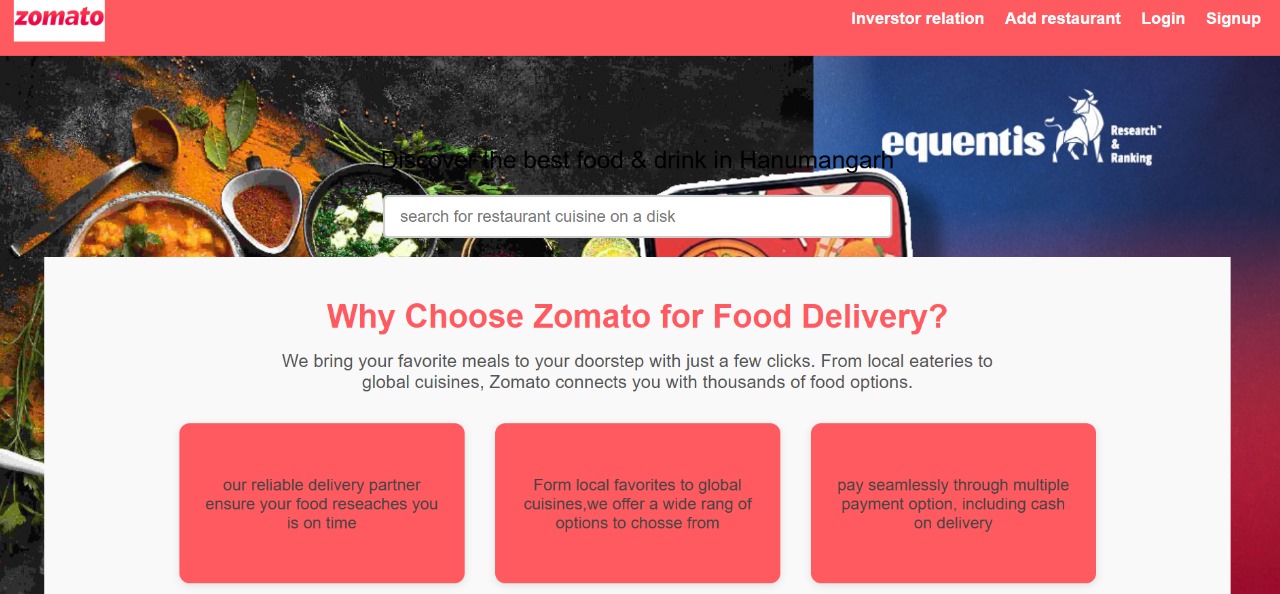 zomato
Inverstor relation
Add restaurant
Login
Signup
equentis Research™
&
Ranking
Discover the best food & drink in Hanumangarh
search for restaurant cuisine on a disk
Why Choose Zomato for Food Delivery?
We bring your favorite meals to your doorstep with just a few clicks. From local eateries to
global cuisines, Zomato connects you with thousands of food options.
our reliable delivery partner
ensure your food reseaches you
is on time
Form local favorites to global
cuisines,we offer a wide rang of
options to chosse from
pay seamlessly through multiple
payment option, including cash
on delivery